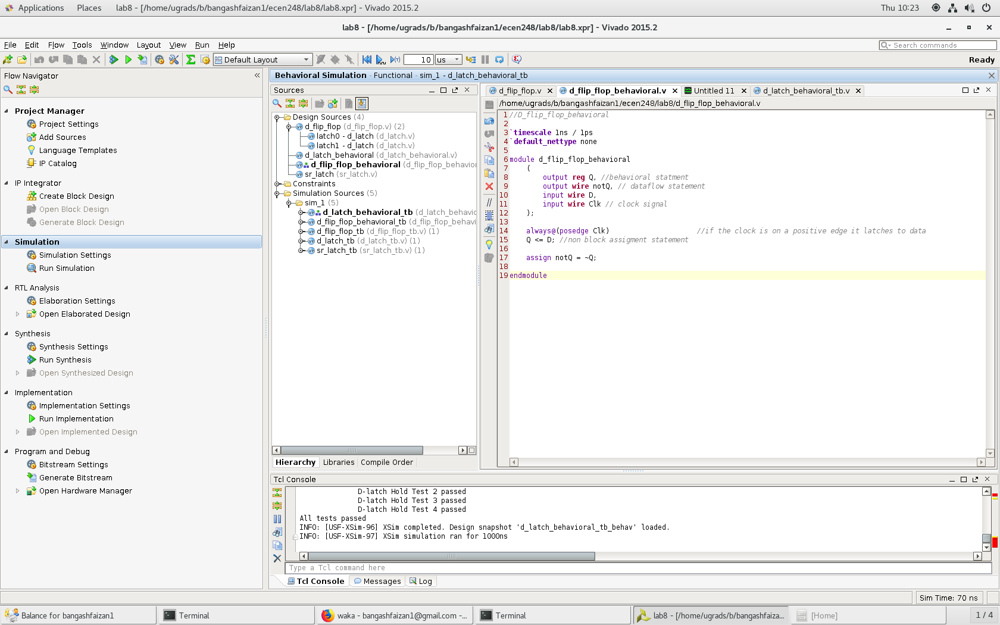 Applications Places lab8 - [/home/ugrads/b/bangashfaizan1/ecen248/lab8/lab8.xpr] - Vivado 2015.2 Thu 10:23
lab8 - [/home/ugrads/b/bangashfaizan1/ecen248/lab8/lab8.xpr] - Vivado 2015.2
File Edit Flow Tools Window Layout View Run Help Search commands
Default Layout 10 us Ready
Flow Navigator
Project Manager
Project Settings
Add Sources
Language Templates
IP Catalog
IP Integrator
Create Block Design
Open Block Design
Generate Block Design
Simulation
Simulation Settings
Run Simulation
RTL Analysis
Elaboration Settings
Open Elaborated Design
Synthesis
Synthesis Settings
Run Synthesis
Open Synthesized Design
Implementation
Implementation Settings
Run Implementation
Open Implemented Design
Program and Debug
Bitstream Settings
Generate Bitstream
Open Hardware Manager
Behavioral Simulation - Functional - sim_1 - d_latch_behavioral_tb
Sources
Design Sources (4)
d_flip_flop (d_flip_flop.v) (2)
latch0 - d_latch (d_latch.v)
latch1 - d_latch (d_latch.v)
d_latch_behavioral (d_latch_behavioral.v)
d_flip_flop_behavioral (d_flip_flop_behavior
sr_latch (sr_latch.v)
Constraints
Simulation Sources (5)
sim_1 (5)
d_latch_behavioral_tb (d_latch_behavic
d_flip_flop_behavioral_tb (d_flip_flop_behavi
d_flip_flop_tb (d_flip_flop_tb.v) (1)
d_latch_tb (d_latch_tb.v) (1)
sr_latch_tb (sr_latch_tb.v) (1)
Hierarchy Libraries Compile Order
d_flip_flop.v d_flip_flop_behavioral.v Untitled 11 d_latch_behavioral_tb.v
/home/ugrads/b/bangashfaizan1/ecen248/lab8/d_flip_flop_behavioral.v
1 //D_flip_flop_behavioral
2
3 `timescale 1ns / 1ps
4 `default_nettype none
5
6 module d_flip_flop_behavioral
7 (
8 output reg Q, //behavioral statment
9 output wire notQ, // dataflow statement
10 input wire D,
11 input wire Clk // clock signal
12 );
13
14 always@(posedge Clk) //if the clock is on a positive edge it latches to data
15 Q <= D; //non block assigment statement
16
17 assign notQ = ~Q;
18
19 endmodule
Tcl Console
D-latch Hold Test 2 passed
D-latch Hold Test 3 passed
D-latch Hold Test 4 passed
All tests passed
INFO: [USF-XSim-96] XSim completed. Design snapshot 'd_latch_behavioral_tb_behav' loaded.
INFO: [USF-XSim-97] XSim simulation ran for 1000ns
Type a Tcl command here
Tcl Console Messages Log
Sim Time: 70 ns
Balance for bangashfaizan1 Terminal waka - bangashfaizan1@gmail.com -... Terminal lab8 - [/home/ugrads/b/bangashfaiza... [Home] 1 / 4